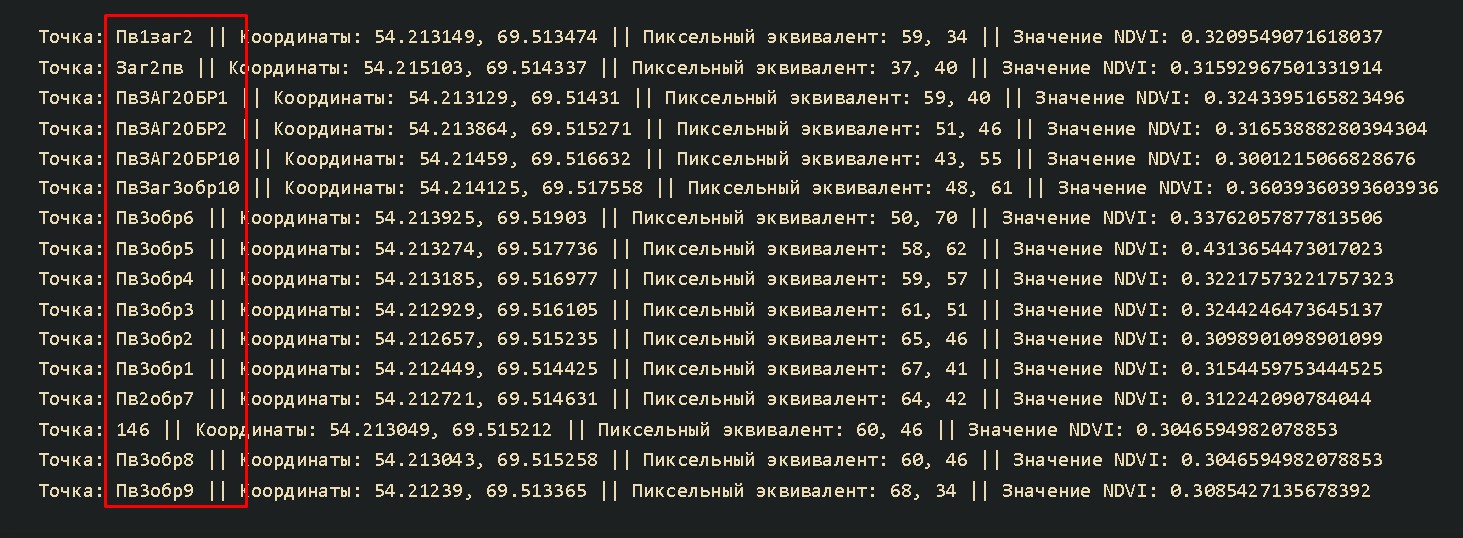 Точка: Пв1заг2 || Координаты: 54.213149, 69.513474 || Пиксельный эквивалент: 59, 34 || Значение NDVI: 0.3209549071618037
Точка: Заг2пв || Координаты: 54.215103, 69.514337 || Пиксельный эквивалент: 37, 40 || Значение NDVI: 0.31592967501331914
Точка: ПвЗАГ2ОБР1 || Координаты: 54.213129, 69.51431 || Пиксельный эквивалент: 59, 40 || Значение NDVI: 0.3243395165823496
Точка: ПвЗАГ2ОБР2 || Координаты: 54.213864, 69.515271 || Пиксельный эквивалент: 51, 46 || Значение NDVI: 0.31653888280394304
Точка: ПвЗАГ2ОБР10 || Координаты: 54.21459, 69.516632 || Пиксельный эквивалент: 43, 55 || Значение NDVI: 0.3001215066828676
Точка: ПвЗаг3обр10 || Координаты: 54.214125, 69.517558 || Пиксельный эквивалент: 48, 61 || Значение NDVI: 0.36039360393603936
Точка: Пв3обр6 || Координаты: 54.213925, 69.51903 || Пиксельный эквивалент: 50, 70 || Значение NDVI: 0.33762057877813506
Точка: Пв3обр5 || Координаты: 54.213274, 69.517736 || Пиксельный эквивалент: 58, 62 || Значение NDVI: 0.4313654473017023
Точка: Пв3обр4 || Координаты: 54.213185, 69.516977 || Пиксельный эквивалент: 59, 57 || Значение NDVI: 0.32217573221757323
Точка: Пв3обр3 || Координаты: 54.212929, 69.516105 || Пиксельный эквивалент: 61, 51 || Значение NDVI: 0.3244246473645137
Точка: Пв3обр2 || Координаты: 54.212657, 69.515235 || Пиксельный эквивалент: 65, 46 || Значение NDVI: 0.3098901098901099
Точка: Пв3обр1 || Координаты: 54.212449, 69.514425 || Пиксельный эквивалент: 67, 41 || Значение NDVI: 0.3154459753444525
Точка: Пв2обр7 || Координаты: 54.212721, 69.514631 || Пиксельный эквивалент: 64, 42 || Значение NDVI: 0.312242090784044
Точка: 146 || Координаты: 54.213049, 69.515212 || Пиксельный эквивалент: 60, 46 || Значение NDVI: 0.3046594982078853
Точка: Пв3обр8 || Координаты: 54.213043, 69.515258 || Пиксельный эквивалент: 60, 46 || Значение NDVI: 0.3046594982078853
Точка: Пв3обр9 || Координаты: 54.21239, 69.513365 || Пиксельный эквивалент: 68, 34 || Значение NDVI: 0.3085427135678392